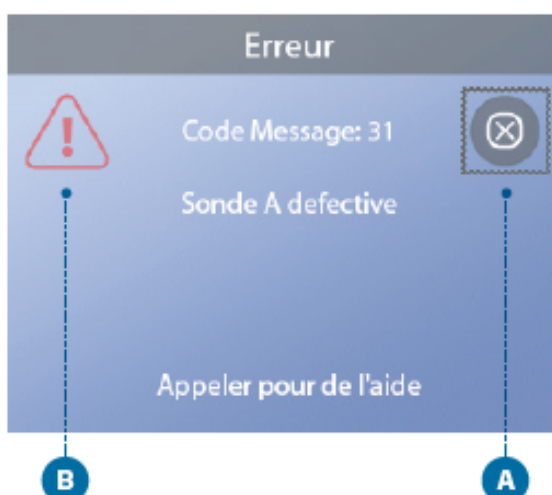 Erreur
Code Message: 31
Sonde A defective
Appeler pour de l'aide
B A